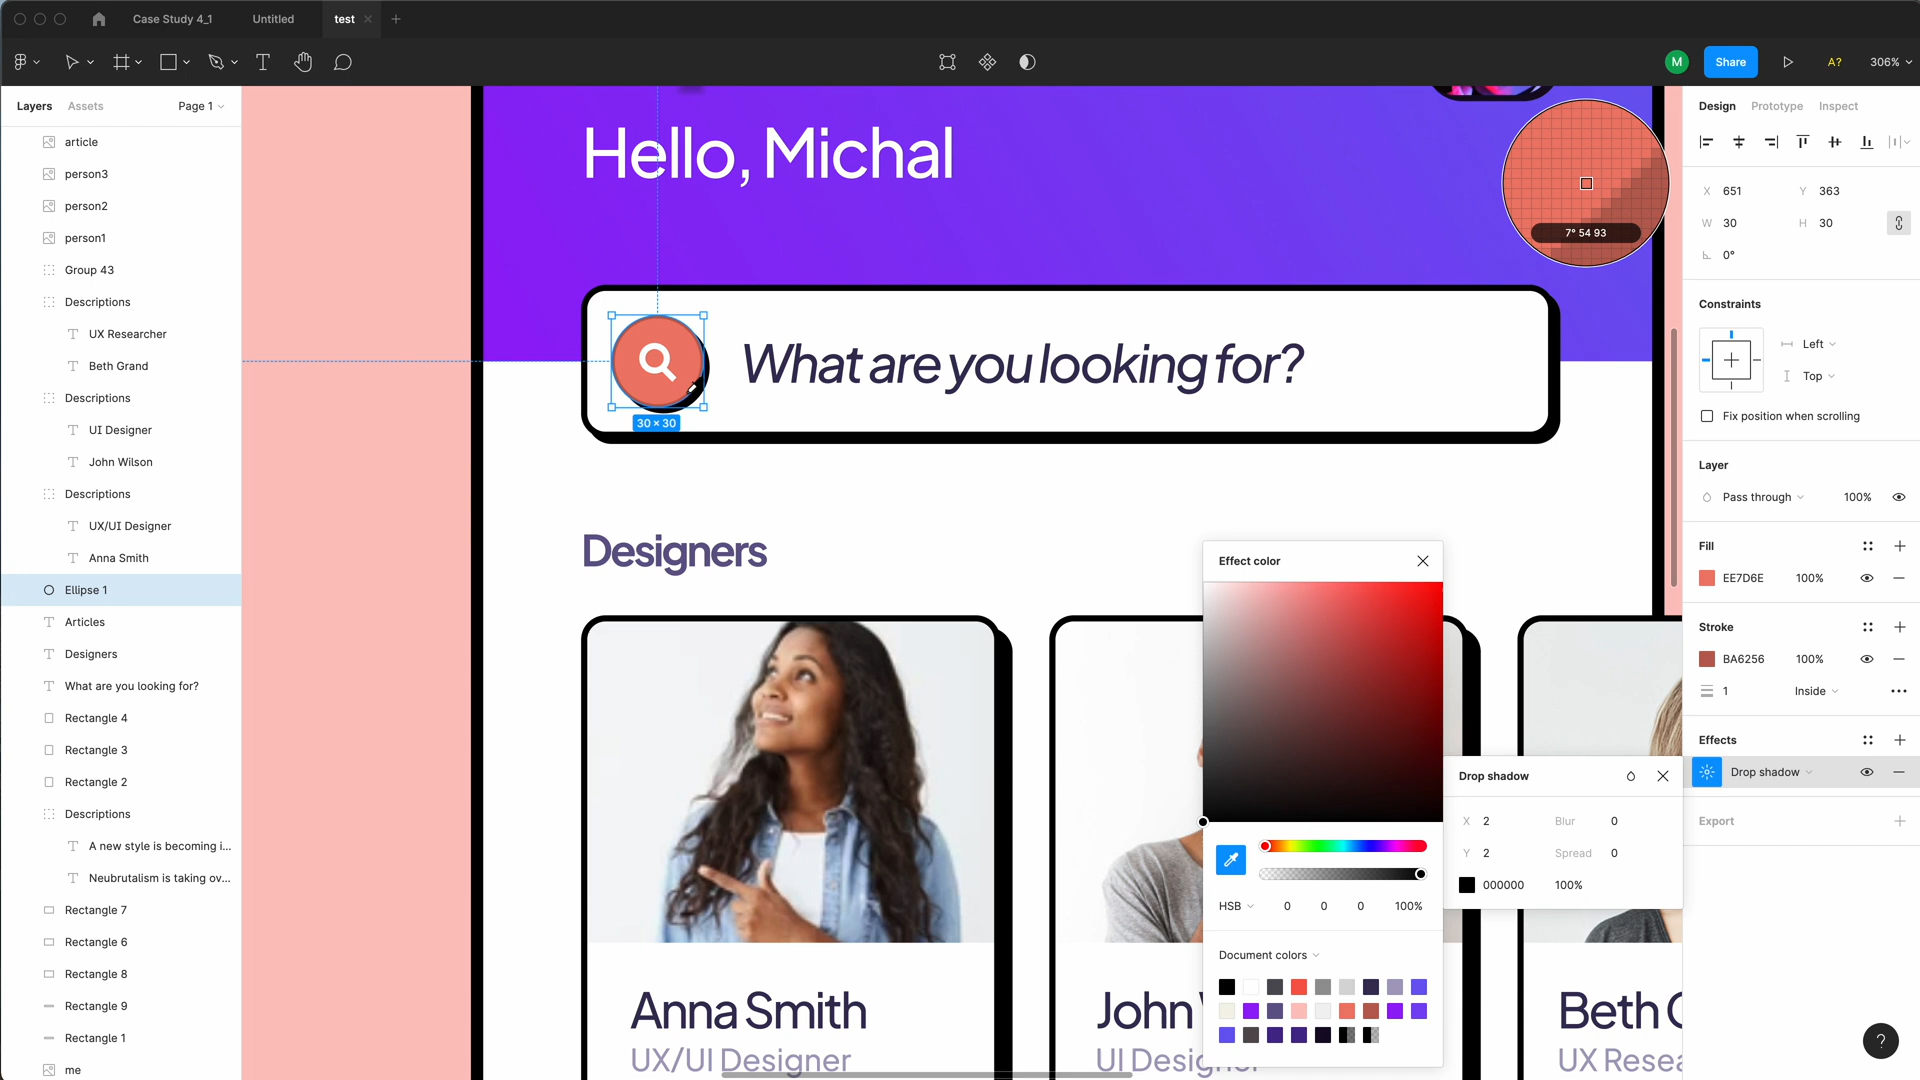 Case Study 4_1
Untitled
test
M
Share
A?
306%
Layers
Assets
Page 1
article
person3
person2
person1
Group 43
Descriptions
UX Researcher
Beth Grand
Descriptions
UI Designer
John Wilson
Descriptions
UX/UI Designer
Anna Smith
Ellipse 1
Articles
Designers
What are you looking for?
Rectangle 4
Rectangle 3
Rectangle 2
Descriptions
A new style is becoming i...
Neubrutalism is taking ov...
Rectangle 7
Rectangle 6
Rectangle 8
Rectangle 9
Rectangle 1
me
Hello, Michal
7° 54 93
What are you looking for?
30 × 30
Designers
Anna Smith
UX/UI Designer
John
UI Desig
Beth
UX Resea
Effect color
HSB
0
0
0
100%
Document colors
Drop shadow
X 2
Blur 0
Y 2
Spread 0
000000 100%
Design
Prototype
Inspect
X 651
Y 363
W 30
H 30
0°
Constraints
Left
Top
Fix position when scrolling
Layer
Pass through
100%
Fill
EE7D6E 100%
Stroke
BA6256 100%
1
Inside
Effects
Drop shadow
Export
?